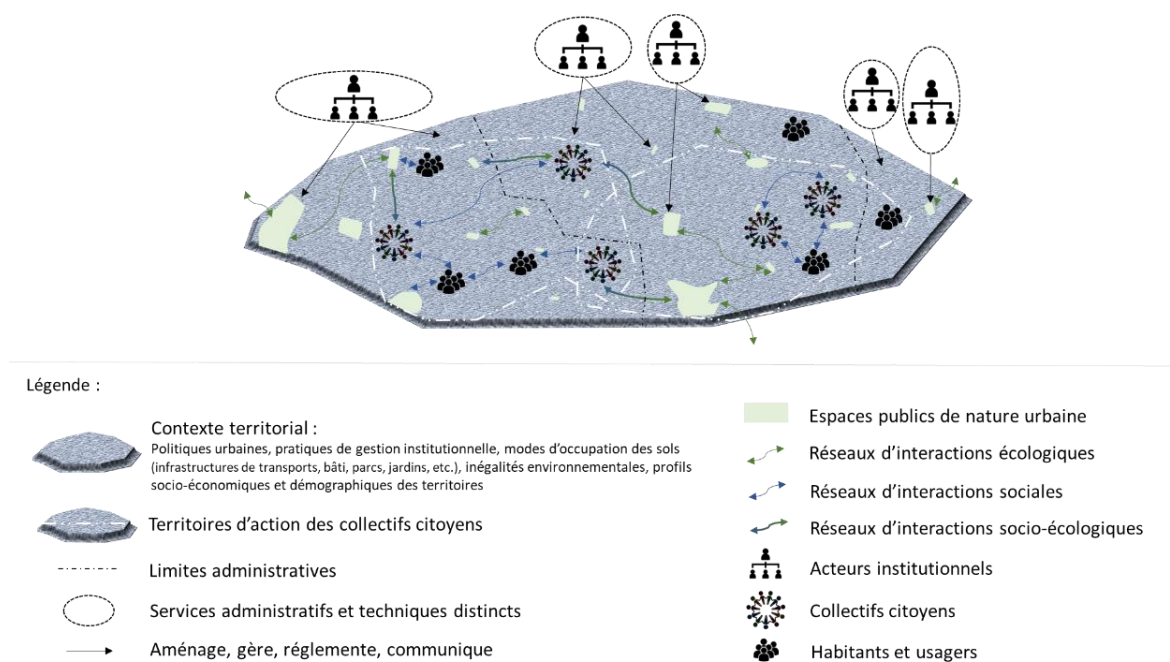 Légende :
Contexte territorial :
Politiques urbaines, pratiques de gestion institutionnelle, modes d'occupation des sols
(infrastructures de transports, bâti, parcs, jardins, etc.), inégalités environnementales, profils
socio-économiques et démographiques des territoires
Territoires d'action des collectifs citoyens
Limites administratives
Services administratifs et techniques distincts
Aménage, gère, réglemente, communique
Espaces publics de nature urbaine
Réseaux d'interactions écologiques
Réseaux d'interactions sociales
Réseaux d'interactions socio-écologiques
Acteurs institutionnels
Collectifs citoyens
Habitants et usagers